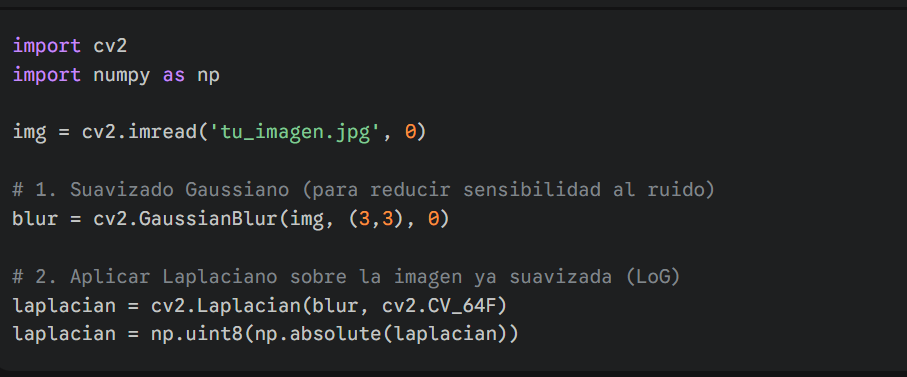 import cv2
import numpy as np
img = cv2.imread('tu_imagen.jpg', 0)
# 1. Suavizado Gaussiano (para reducir sensibilidad al ruido)
blur = cv2.GaussianBlur(img, (3,3), 0)
# 2. Aplicar Laplaciano sobre la imagen ya suavizada (LoG)
laplacian = cv2.Laplacian(blur, cv2.CV_64F)
laplacian = np.uint8(np.absolute(laplacian))